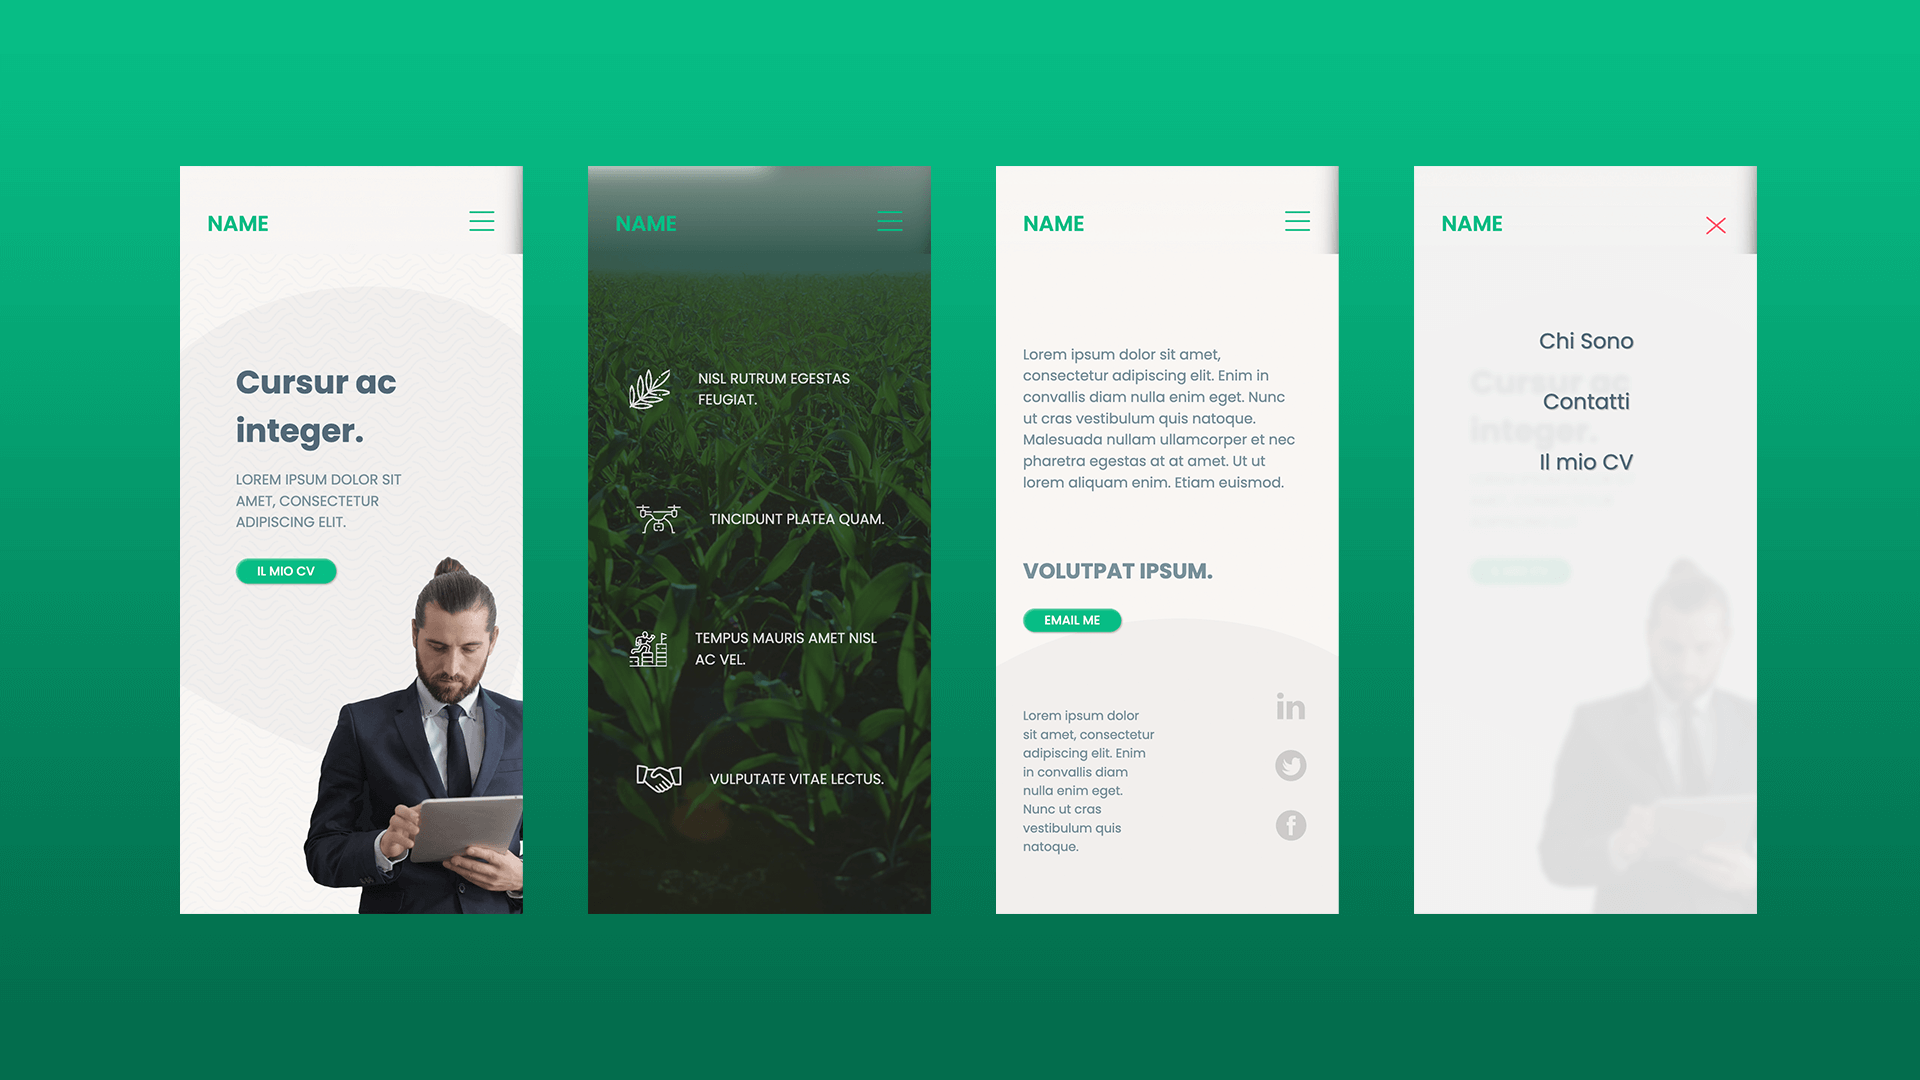 NAME
Cursur ac
integer.
LOREM IPSUM DOLOR SIT
AMET, CONSECTETUR
ADIPISCING ELIT.
IL MIO CV
NAME
NISL RUTRUM EGESTAS
FEUGIAT.
TINCIDUNT PLATEA QUAM.
TEMPUS MAURIS AMET NISL
AC VEL.
VULPUTATE VITAE LECTUS.
NAME
Lorem ipsum dolor sit amet,
consectetur adipiscing elit. Enim in
convallis diam nulla enim eget. Nunc
ut cras vestibulum quis natoque.
Malesuada nullam ullamcorper et nec
pharetra egestas at at amet. Ut ut
lorem aliquam enim. Etiam euismod.
VOLUTPAT IPSUM.
EMAIL ME
Lorem ipsum dolor
sit amet, consectetur
adipiscing elit. Enim
in convallis diam
nulla enim eget.
Nunc ut cras
vestibulum quis
natoque.
in
f
NAME
Chi Sono
Cursur ac
Contatti
integer.
Il mio CV